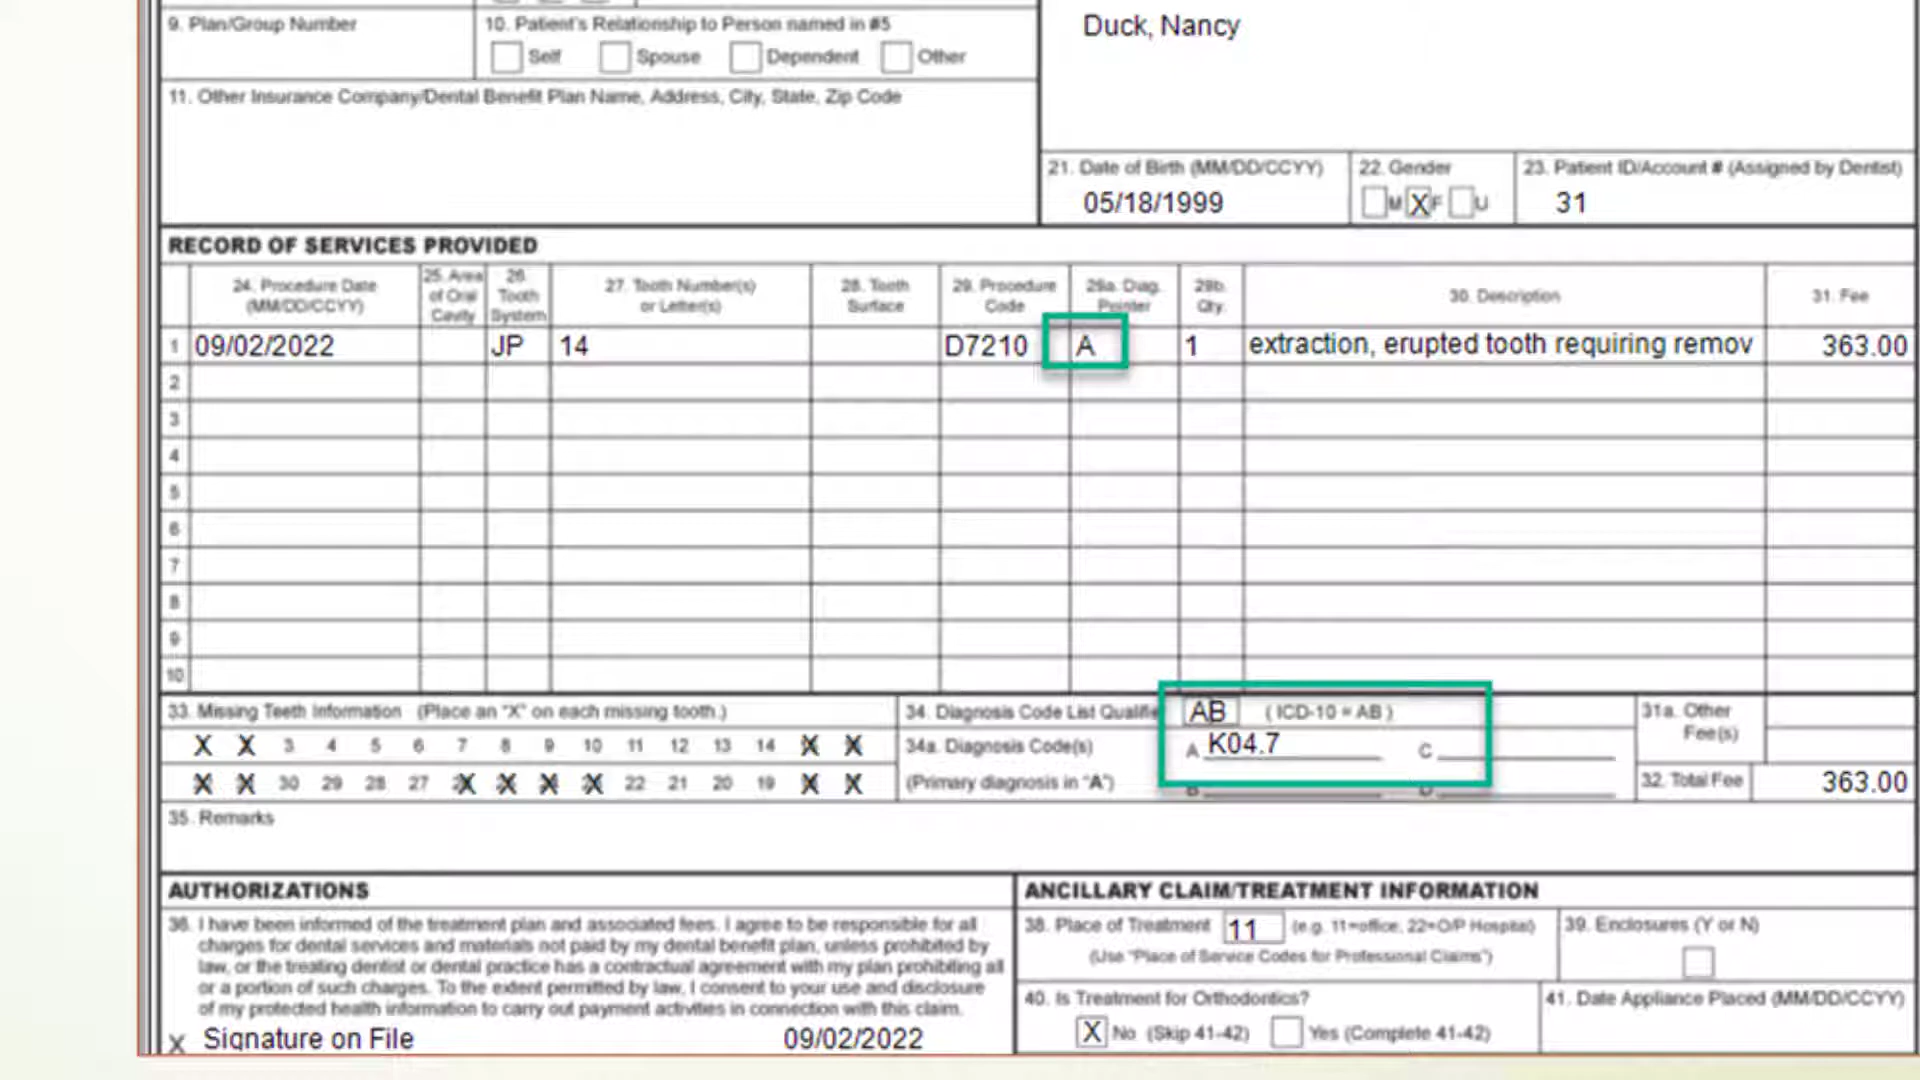 9. Plan/Group Number
10. Patient's Relationship to Person named in #5
Self Spouse Dependent Other
Duck, Nancy
11. Other Insurance Company/Dental Benefit Plan Name, Address, City, State, Zip Code
21. Date of Birth (MM/DD/CCYY)
05/18/1999
22. Gender
M X F U
23. Patient ID/Account # (Assigned by Dentist)
31
RECORD OF SERVICES PROVIDED
24. Procedure Date
(MM/DD/CCYY)
25. Area
of Oral
Cavity
26.
Tooth
System
27. Tooth Number(s)
or Letter(s)
28. Tooth
Surface
29. Procedure
Code
29a. Diag.
Pointer
29b.
Qty.
30. Description
31. Fee
1 09/02/2022 JP 14 D7210 A 1 extraction, erupted tooth requiring remov 363.00
2
3
4
5
6
7
8
9
10
33. Missing Teeth Information (Place an "X" on each missing tooth.)
X X 3 4 5 6 7 8 9 10 11 12 13 14 X X
X X 30 29 28 27 X X X X 22 21 20 19 X X
34. Diagnosis Code List Qualifie AB ( ICD-10 = AB )
34a. Diagnosis Code(s) A K04.7 C
(Primary diagnosis in "A") B D
31a. Other
Fee(s)
32. Total Fee 363.00
35. Remarks
AUTHORIZATIONS
36. I have been informed of the treatment plan and associated fees. I agree to be responsible for all
charges for dental services and materials not paid by my dental benefit plan, unless prohibited by
law, or the treating dentist or dental practice has a contractual agreement with my plan prohibiting all
or a portion of such charges. To the extent permitted by law, I consent to your use and disclosure
of my protected health information to carry out payment activities in connection with this claim.
X Signature on File 09/02/2022
ANCILLARY CLAIM/TREATMENT INFORMATION
38. Place of Treatment 11 (e.g. 11=office; 22=O/P Hospital)
(Use "Place of Service Codes for Professional Claims")
39. Enclosures (Y or N)
40. Is Treatment for Orthodontics?
X No (Skip 41-42) Yes (Complete 41-42)
41. Date Appliance Placed (MM/DD/CCYY)